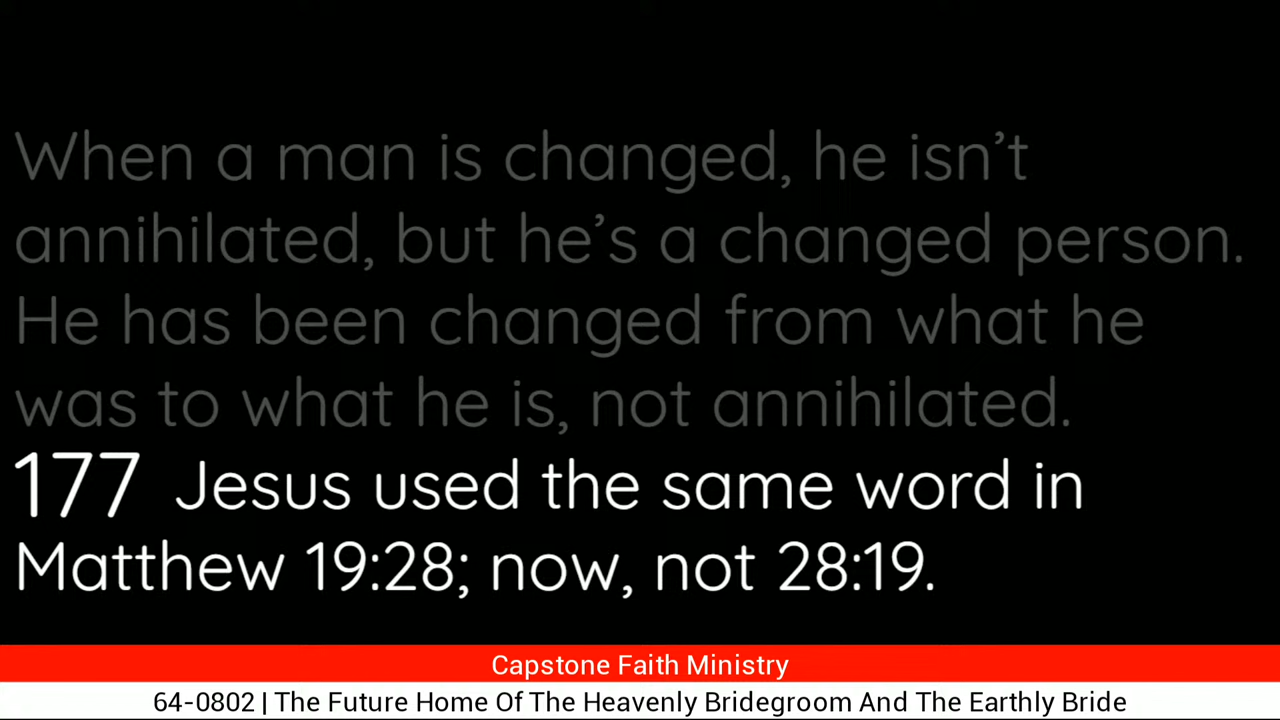 When a man is changed, he isn’t
annihilated, but he’s a changed person.
He has been changed from what he
was to what he is, not annihilated.
177 Jesus used the same word in
Matthew 19:28; now, not 28:19.
Capstone Faith Ministry
64-0802 | The Future Home Of The Heavenly Bridegroom And The Earthly Bride